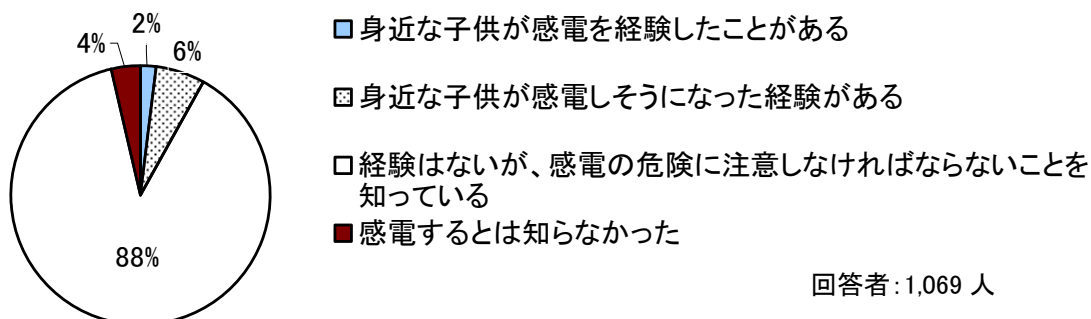 2%
4%
6%
88%
身近な子供が感電を経験したことがある
身近な子供が感電しそうになった経験がある
経験はないが、感電の危険に注意しなければならないことを
知っている
感電するとは知らなかった
回答者:1,069 人